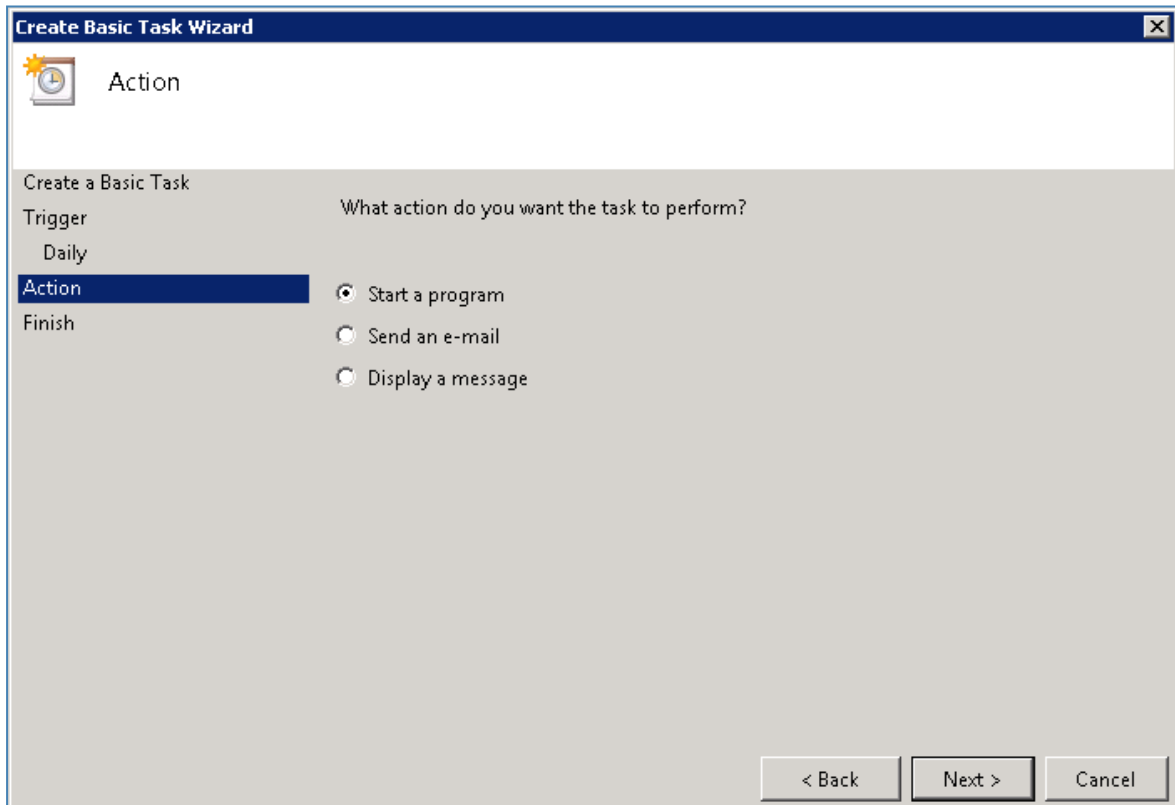 Create Basic Task Wizard
Action
Create a Basic Task
Trigger
Daily
Action
Finish
What action do you want the task to perform?
Start a program
Send an e-mail
Display a message
< Back
Next >
Cancel